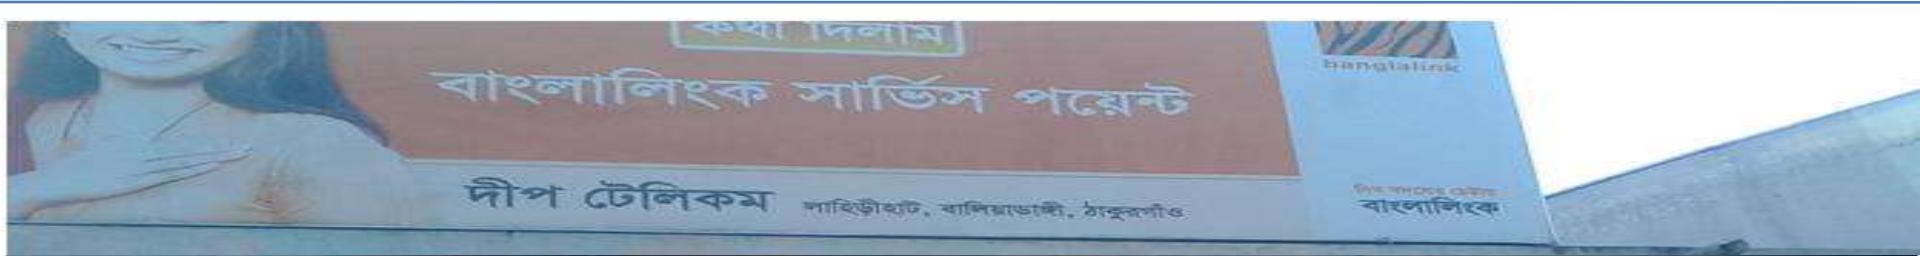 কথা দিলাম
বাংলালিংক সার্ভিস পয়েন্ট
দীপ টেলিকম লাহিড়ীহাট, বালিয়াডাঙ্গী, ঠাকুরগাঁও
banglalink
বাংলালিংক